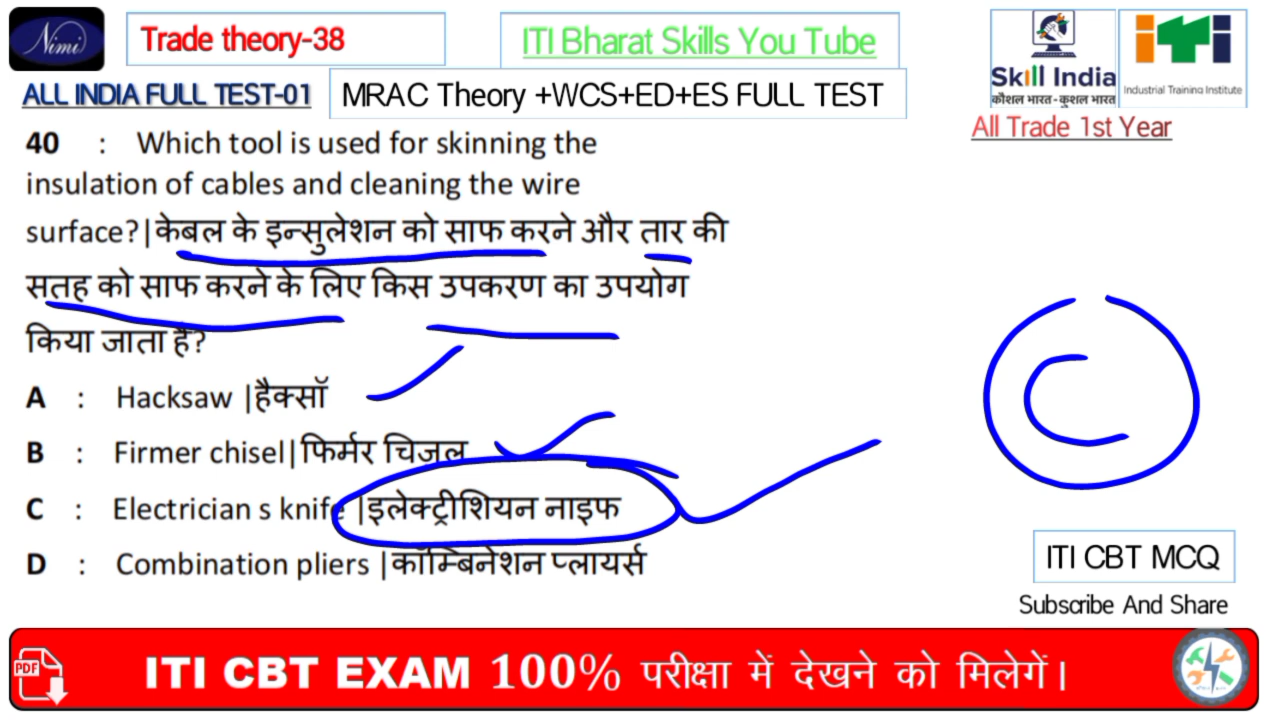 Nimi
Trade theory-38
ITI Bharat Skills You Tube
Skill India
कौशल भारत-कुशल भारत
iTi
Industrial Training Institute
ALL INDIA FULL TEST-01
MRAC Theory +WCS+ED+ES FULL TEST
All Trade 1st Year
40 : Which tool is used for skinning the
insulation of cables and cleaning the wire
surface?|केबल के इन्सुलेशन को साफ करने और तार की
सतह को साफ करने के लिए किस उपकरण का उपयोग
किया जाता है?
A : Hacksaw |हैक्सॉ
B : Firmer chisel|फिर्मर चिज़ल
C : Electrician s knife |इलेक्ट्रीशियन नाइफ
D : Combination pliers |कॉम्बिनेशन प्लायर्स
C
ITI CBT MCQ
Subscribe And Share
PDF
ITI CBT EXAM 100% परीक्षा में देखने को मिलेगें।